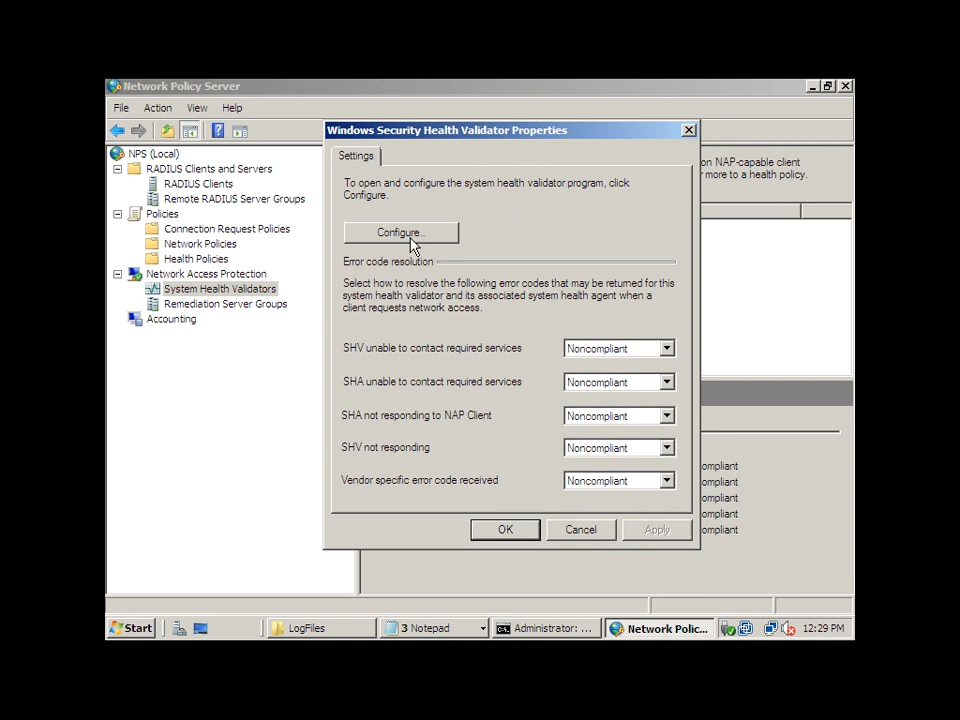 Network Policy Server
File Action View Help
NPS (Local)
RADIUS Clients and Servers
RADIUS Clients
Remote RADIUS Server Groups
Policies
Connection Request Policies
Network Policies
Health Policies
Network Access Protection
System Health Validators
Remediation Server Groups
Accounting
on NAP-capable client
r more to a health policy.
ompliant
ompliant
ompliant
ompliant
ompliant
Windows Security Health Validator Properties
Settings
To open and configure the system health validator program, click
Configure.
Configure...
Error code resolution
Select how to resolve the following error codes that may be returned for this
system health validator and its associated system health agent when a
client requests network access.
SHV unable to contact required services Noncompliant
SHA unable to contact required services Noncompliant
SHA not responding to NAP Client Noncompliant
SHV not responding Noncompliant
Vendor specific error code received Noncompliant
OK Cancel Apply
Start LogFiles 3 Notepad Administrator: ... Network Polic... 12:29 PM